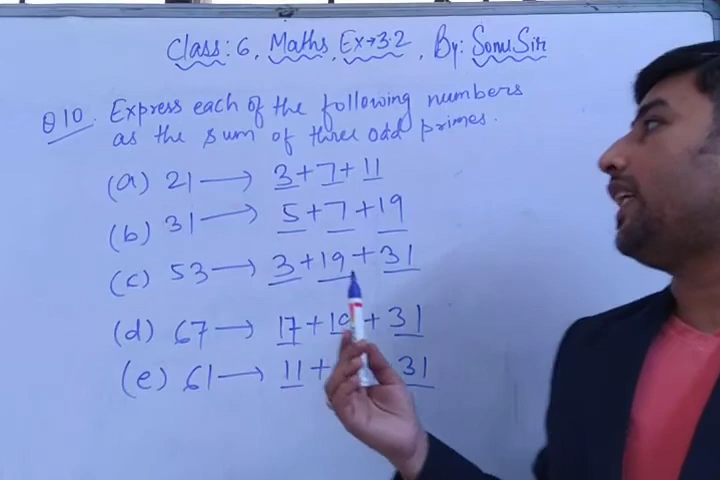 Class: 6, Maths Ex→3.2, By: Sonu Sir
Q10. Express each of the following numbers
as the sum of three odd primes.
(a) 21 → 3+7+11
(b) 31 → 5+7+19
(c) 53 → 3+19+31
(d) 67 → 17+19+31
(e) 61 → 11+ 31